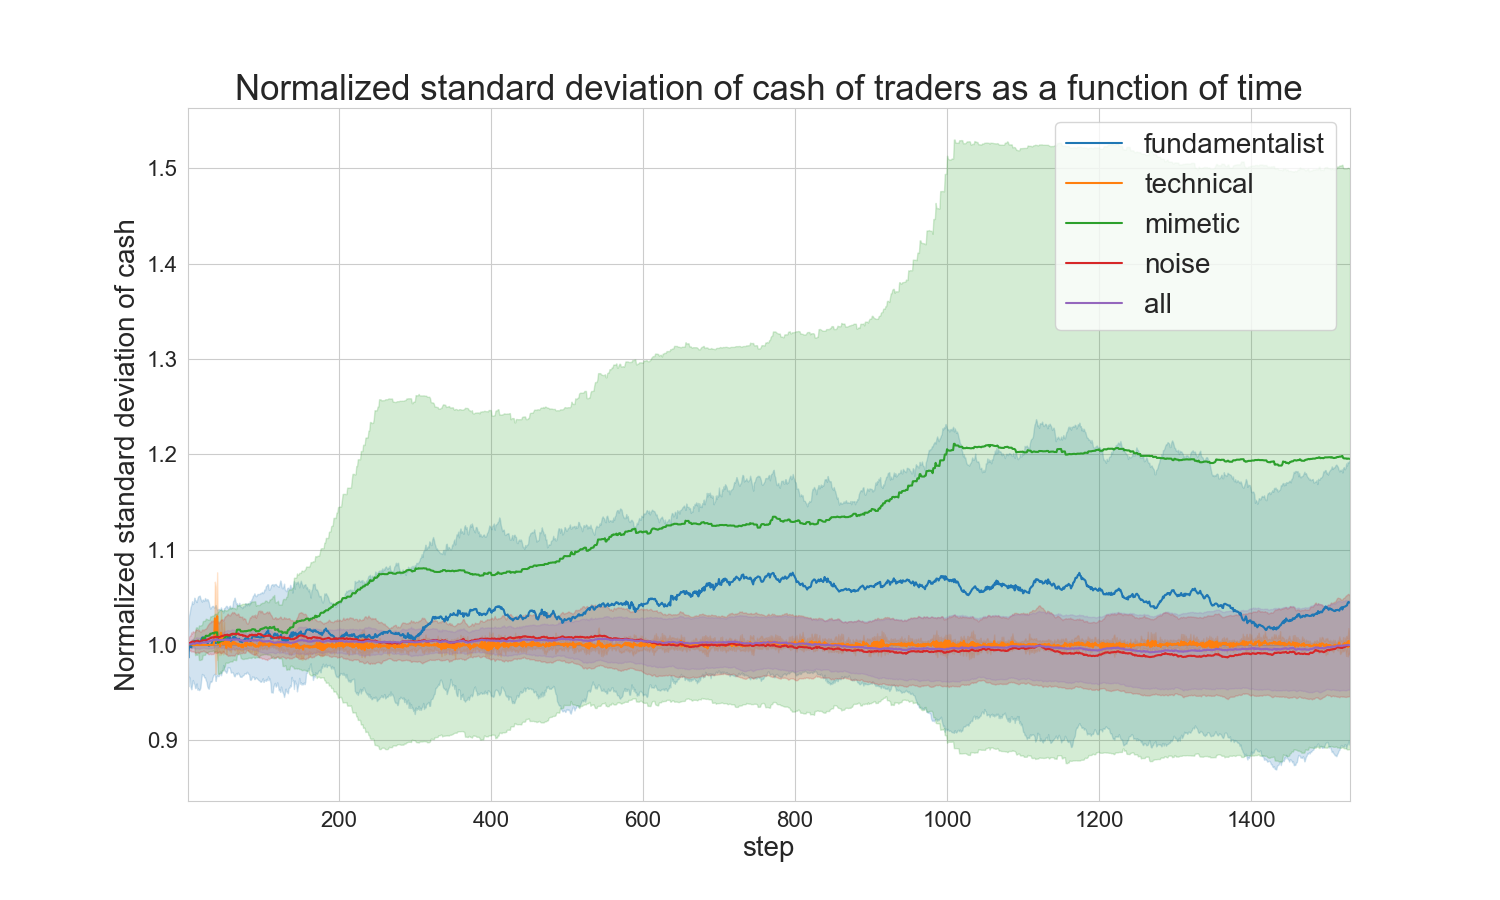 Normalized standard deviation of cash of traders as a function of time
Normalized standard deviation of cash
1.5
1.4
1.3
1.2
1.1
1.0
0.9
fundamentalist
technical
mimetic
noise
all
200 400 600 800 1000 1200 1400
step